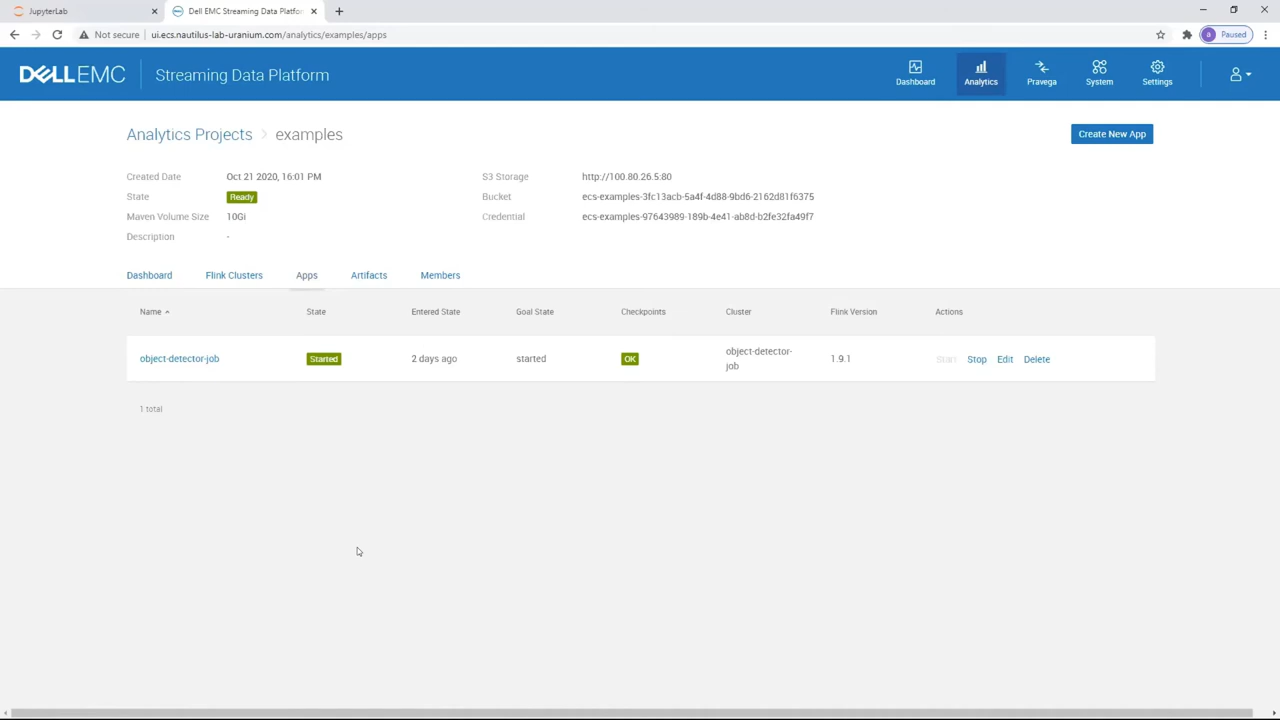 JupyterLab
Dell EMC Streaming Data Platfor
Not secure
ui.ecs.nautilus-lab-uranium.com/analytics/examples/apps
a
Paused
DELLEMC
Streaming Data Platform
Dashboard
Analytics
Pravega
System
Settings
Analytics Projects
examples
Create New App
Created Date
Oct 21 2020, 16:01 PM
S3 Storage
http://100.80.26.5:80
State
Ready
Bucket
ecs-examples-3fc13acb-5a4f-4d88-9bd6-2162d81f6375
Maven Volume Size
10Gi
Credential
ecs-examples-97643989-189b-4e41-ab8d-b2fe32fa49f7
Description
-
Dashboard
Flink Clusters
Apps
Artifacts
Members
Name
State
Entered State
Goal State
Checkpoints
Cluster
Flink Version
Actions
object-detector-job
Started
2 days ago
started
OK
object-detector-
job
1.9.1
Start
Stop
Edit
Delete
1 total